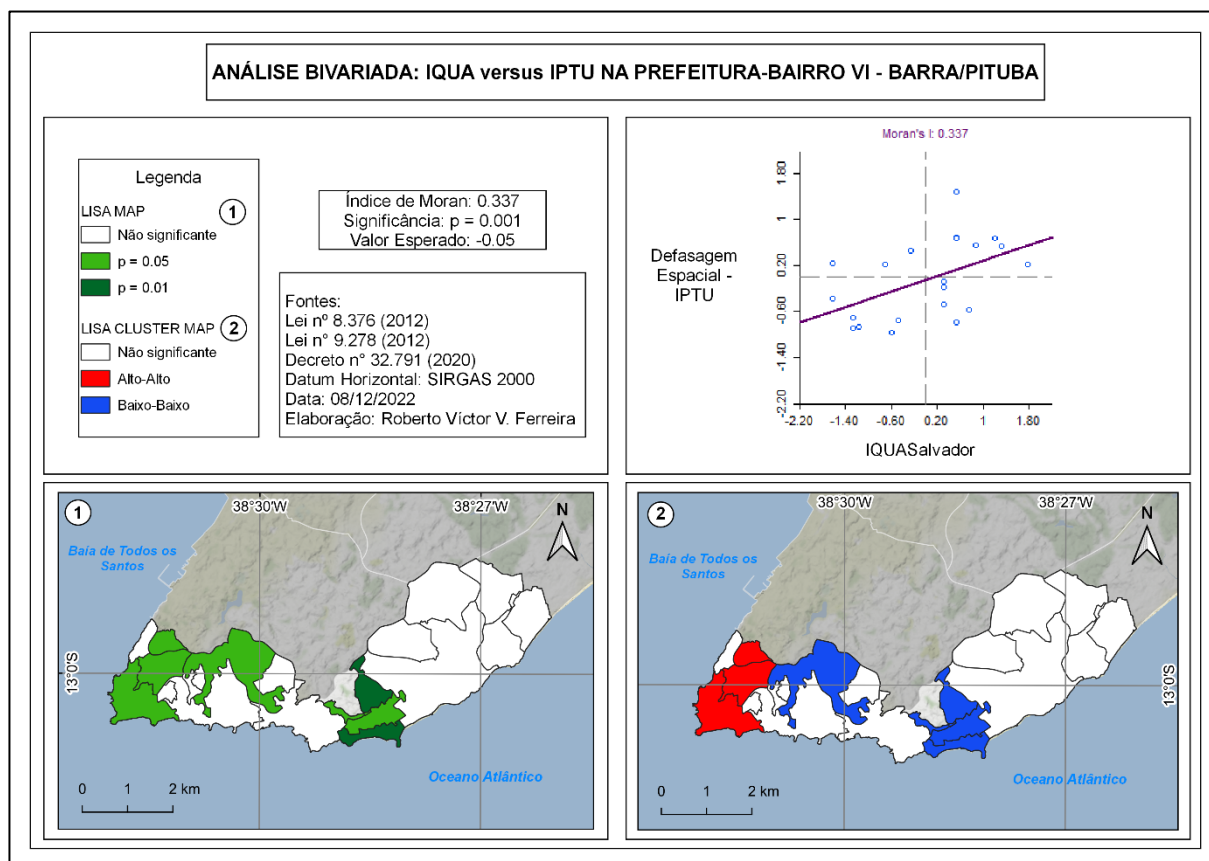 ANÁLISE BIVARIADA: IQUA versus IPTU NA PREFEITURA-BAIRRO VI - BARRA/PITUBA
Legenda
LISA MAP
1
Não significante
p = 0.05
p = 0.01
LISA CLUSTER MAP
2
Não significante
Alto-Alto
Baixo-Baixo
Índice de Moran: 0.337
Significância: p = 0.001
Valor Esperado: -0.05
Fontes:
Lei nº 8.376 (2012)
Lei n° 9.278 (2012)
Decreto n° 32.791 (2020)
Datum Horizontal: SIRGAS 2000
Data: 08/12/2022
Elaboração: Roberto Víctor V. Ferreira
Moran's I: 0.337
Defasagem
Espacial -
IPTU
1.80
1
0.20
-0.60
-1.40
-2.20
-2.20 -1.40 -0.60 0.20 1 1.80
IQUASalvador
1
38°30'W
38°27'W
N
Baía de Todos os
Santos
13°0'S
Oceano Atlântico
0 1 2 km
2
38°30'W
38°27'W
N
Baía de Todos os
Santos
13°0'S
Oceano Atlântico
0 1 2 km